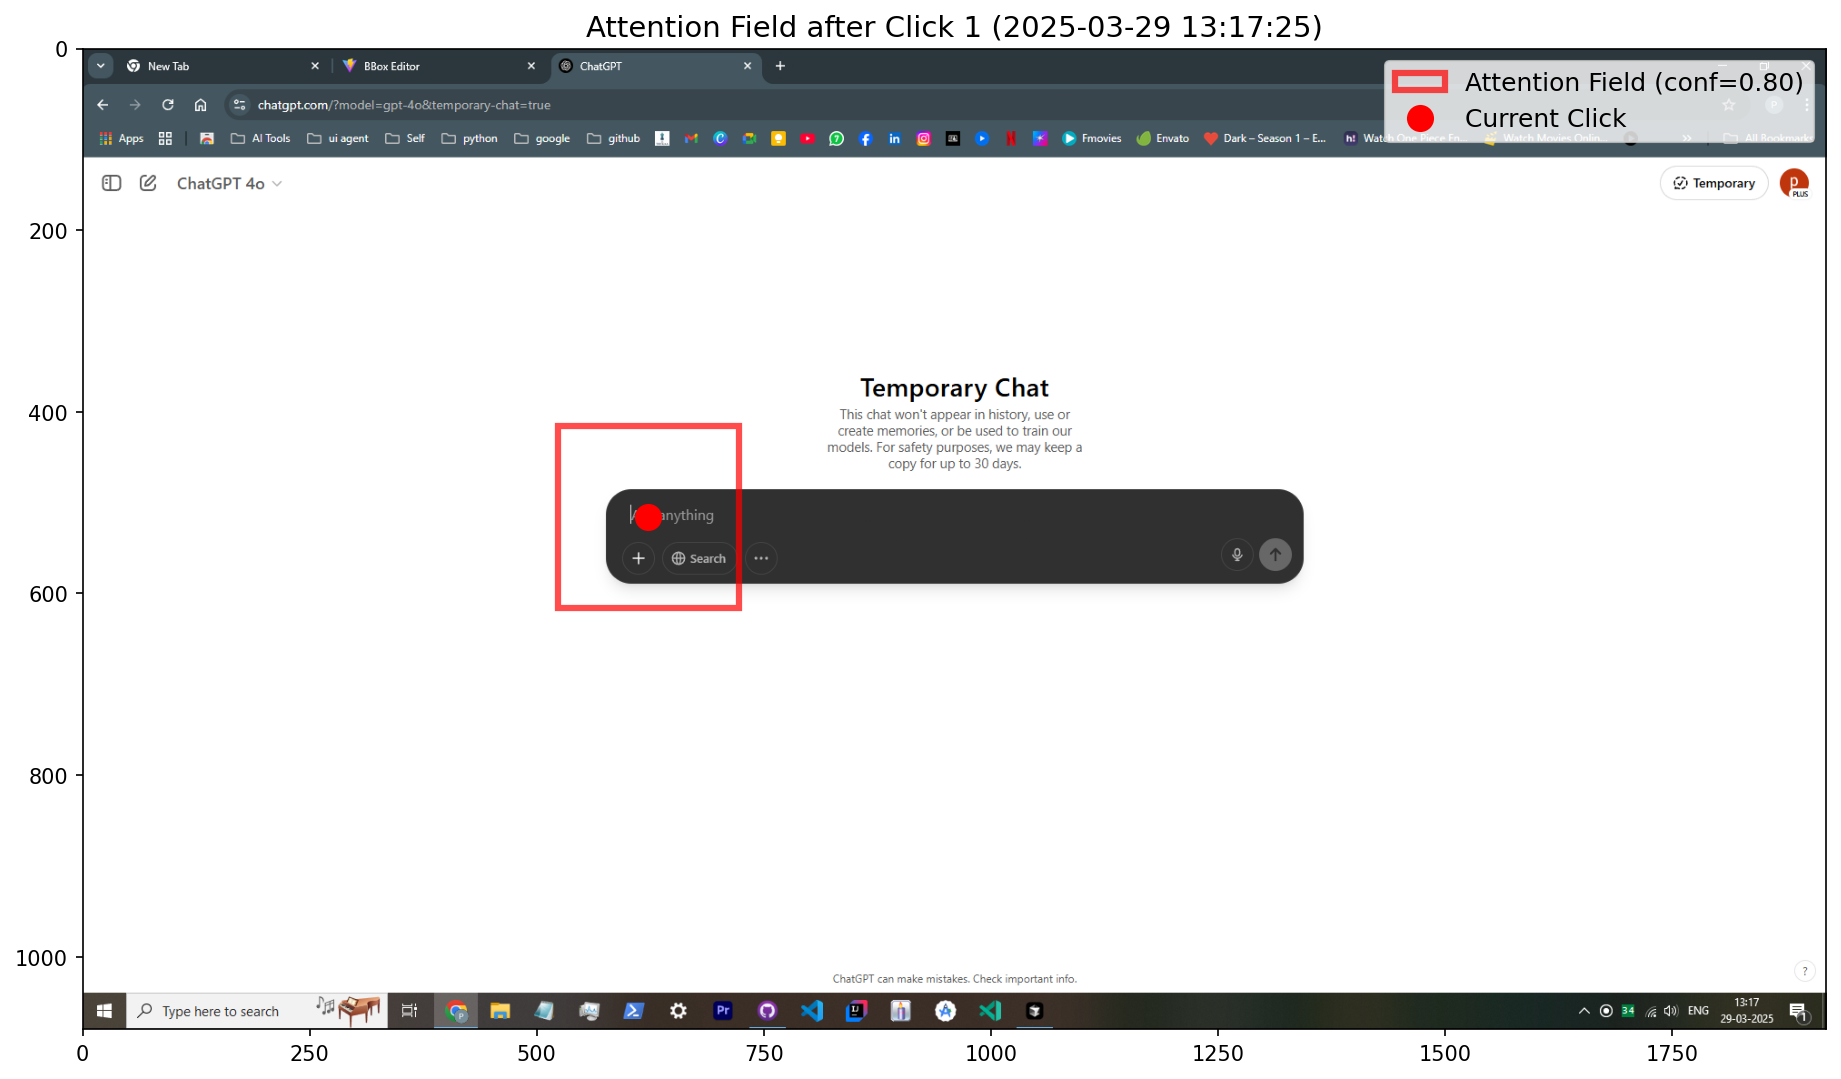 Attention Field after Click 1 (2025-03-29 13:17:25)
New Tab
BBox Editor
ChatGPT
Attention Field (conf=0.80)
Current Click
chatgpt.com/?model=gpt-4o&temporary-chat=true
Apps
AI Tools
ui agent
Self
python
google
github
Fmovies
Envato
Dark – Season 1 – E...
Watch One Piece En...
Watch Movies Onlin...
All Bookmarks
ChatGPT 4o
Temporary
P
PLUS
Temporary Chat
This chat won't appear in history, use or
create memories, or be used to train our
models. For safety purposes, we may keep a
copy for up to 30 days.
anything
Search
ChatGPT can make mistakes. Check important info.
?
Type here to search
Pr
34
ENG
13:17
29-03-2025
1
0
200
400
600
800
1000
0
250
500
750
1000
1250
1500
1750